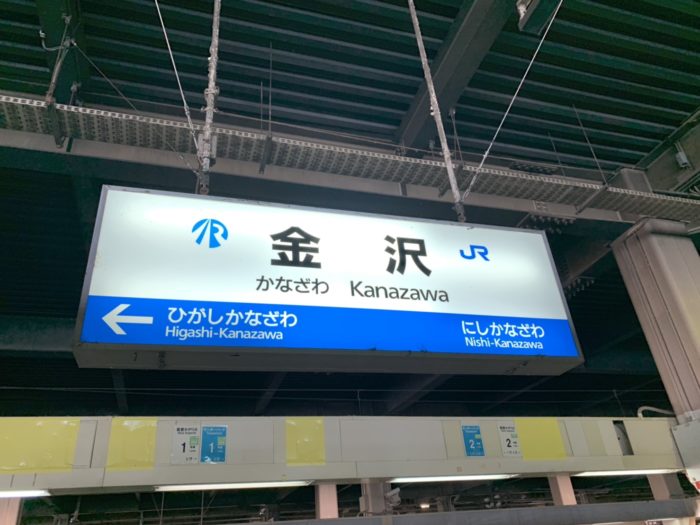 金沢
JR
かなざわ Kanazawa
ひがしかなざわ
Higashi-Kanazawa
にしかなざわ
Nishi-Kanazawa
1
1
2
2